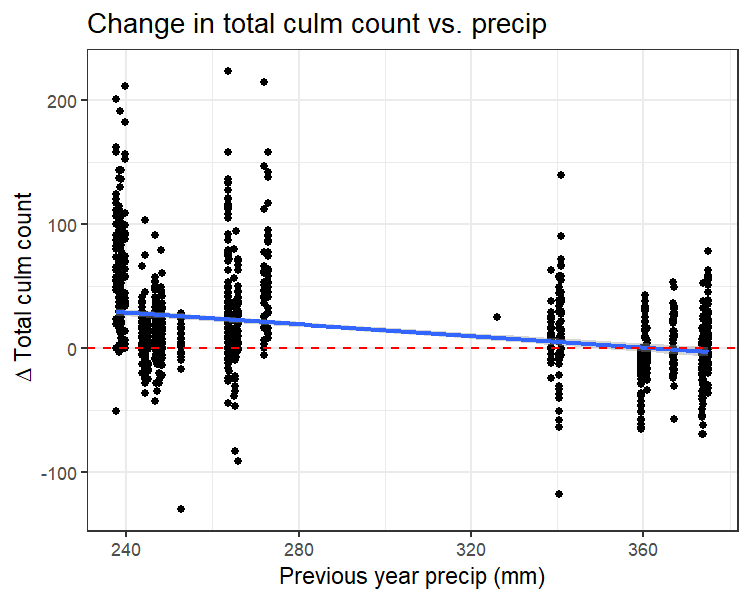 Change in total culm count vs. precip
Δ Total culm count
200
100
0
-100
240
280
320
360
Previous year precip (mm)